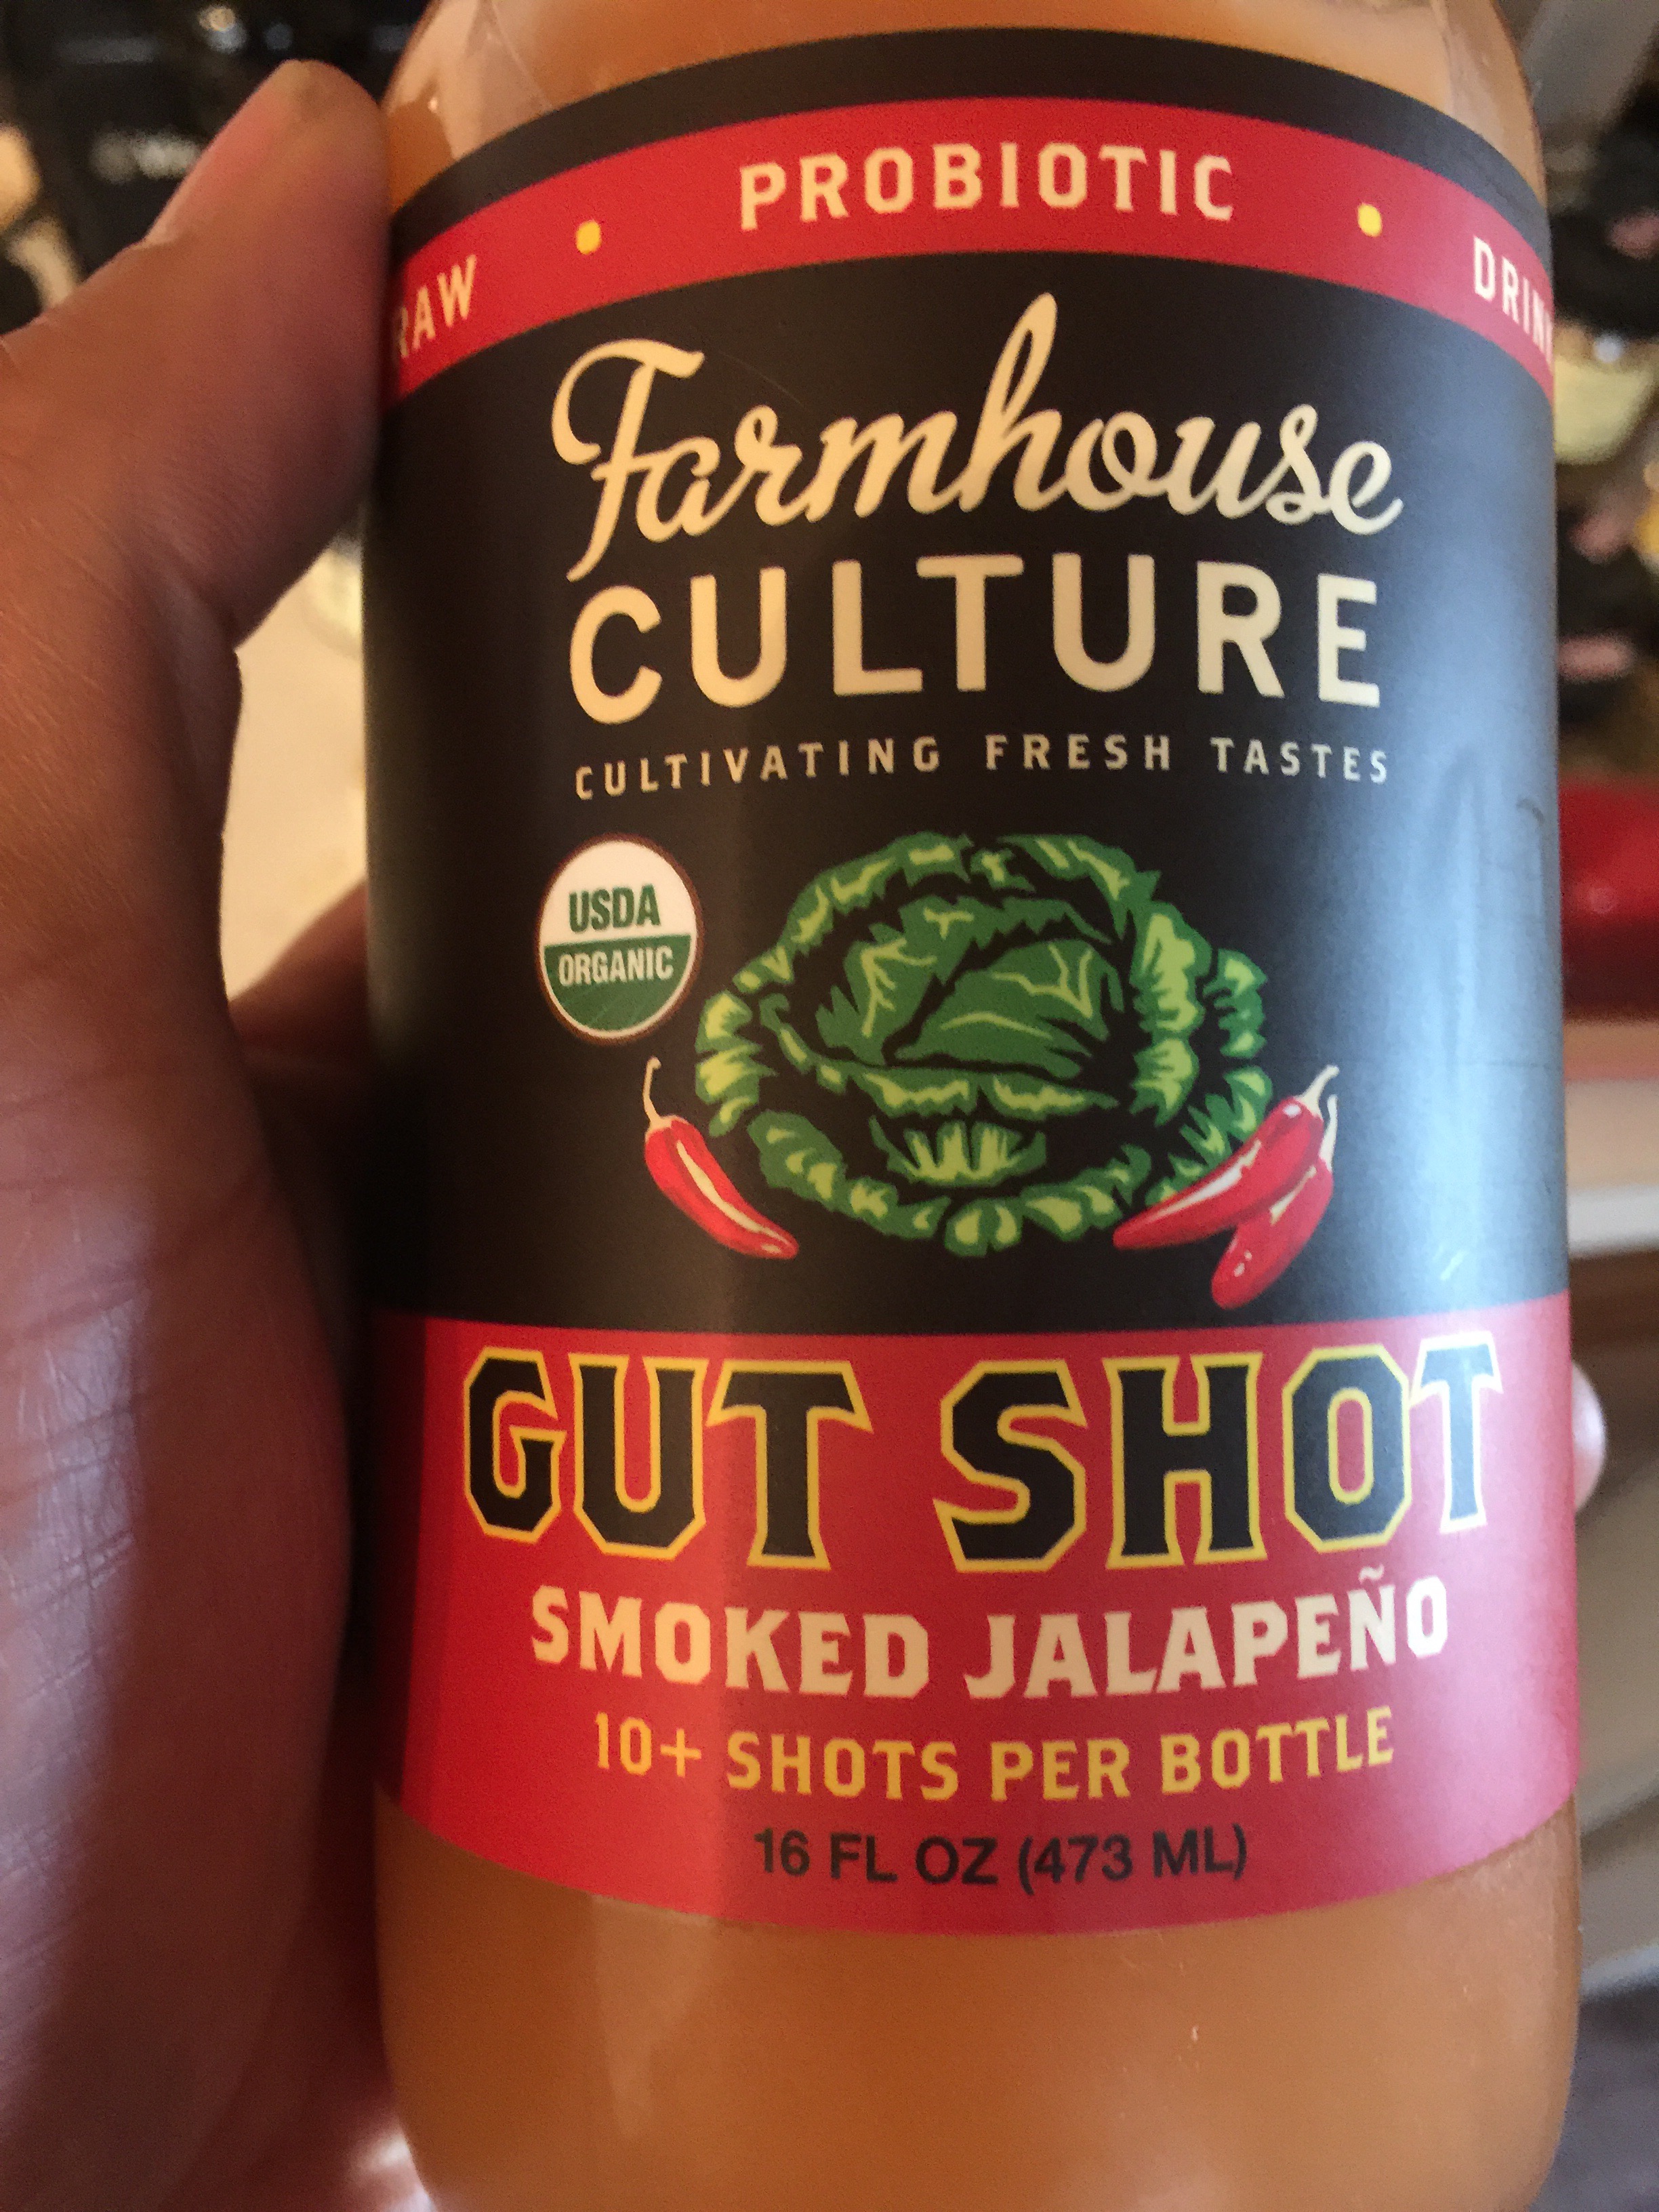 RAW • PROBIOTIC • DRINK
Farmhouse
CULTURE
CULTIVATING FRESH TASTES
USDA
ORGANIC
GUT SHOT
SMOKED JALAPEÑO
10+ SHOTS PER BOTTLE
16 FL OZ (473 ML)